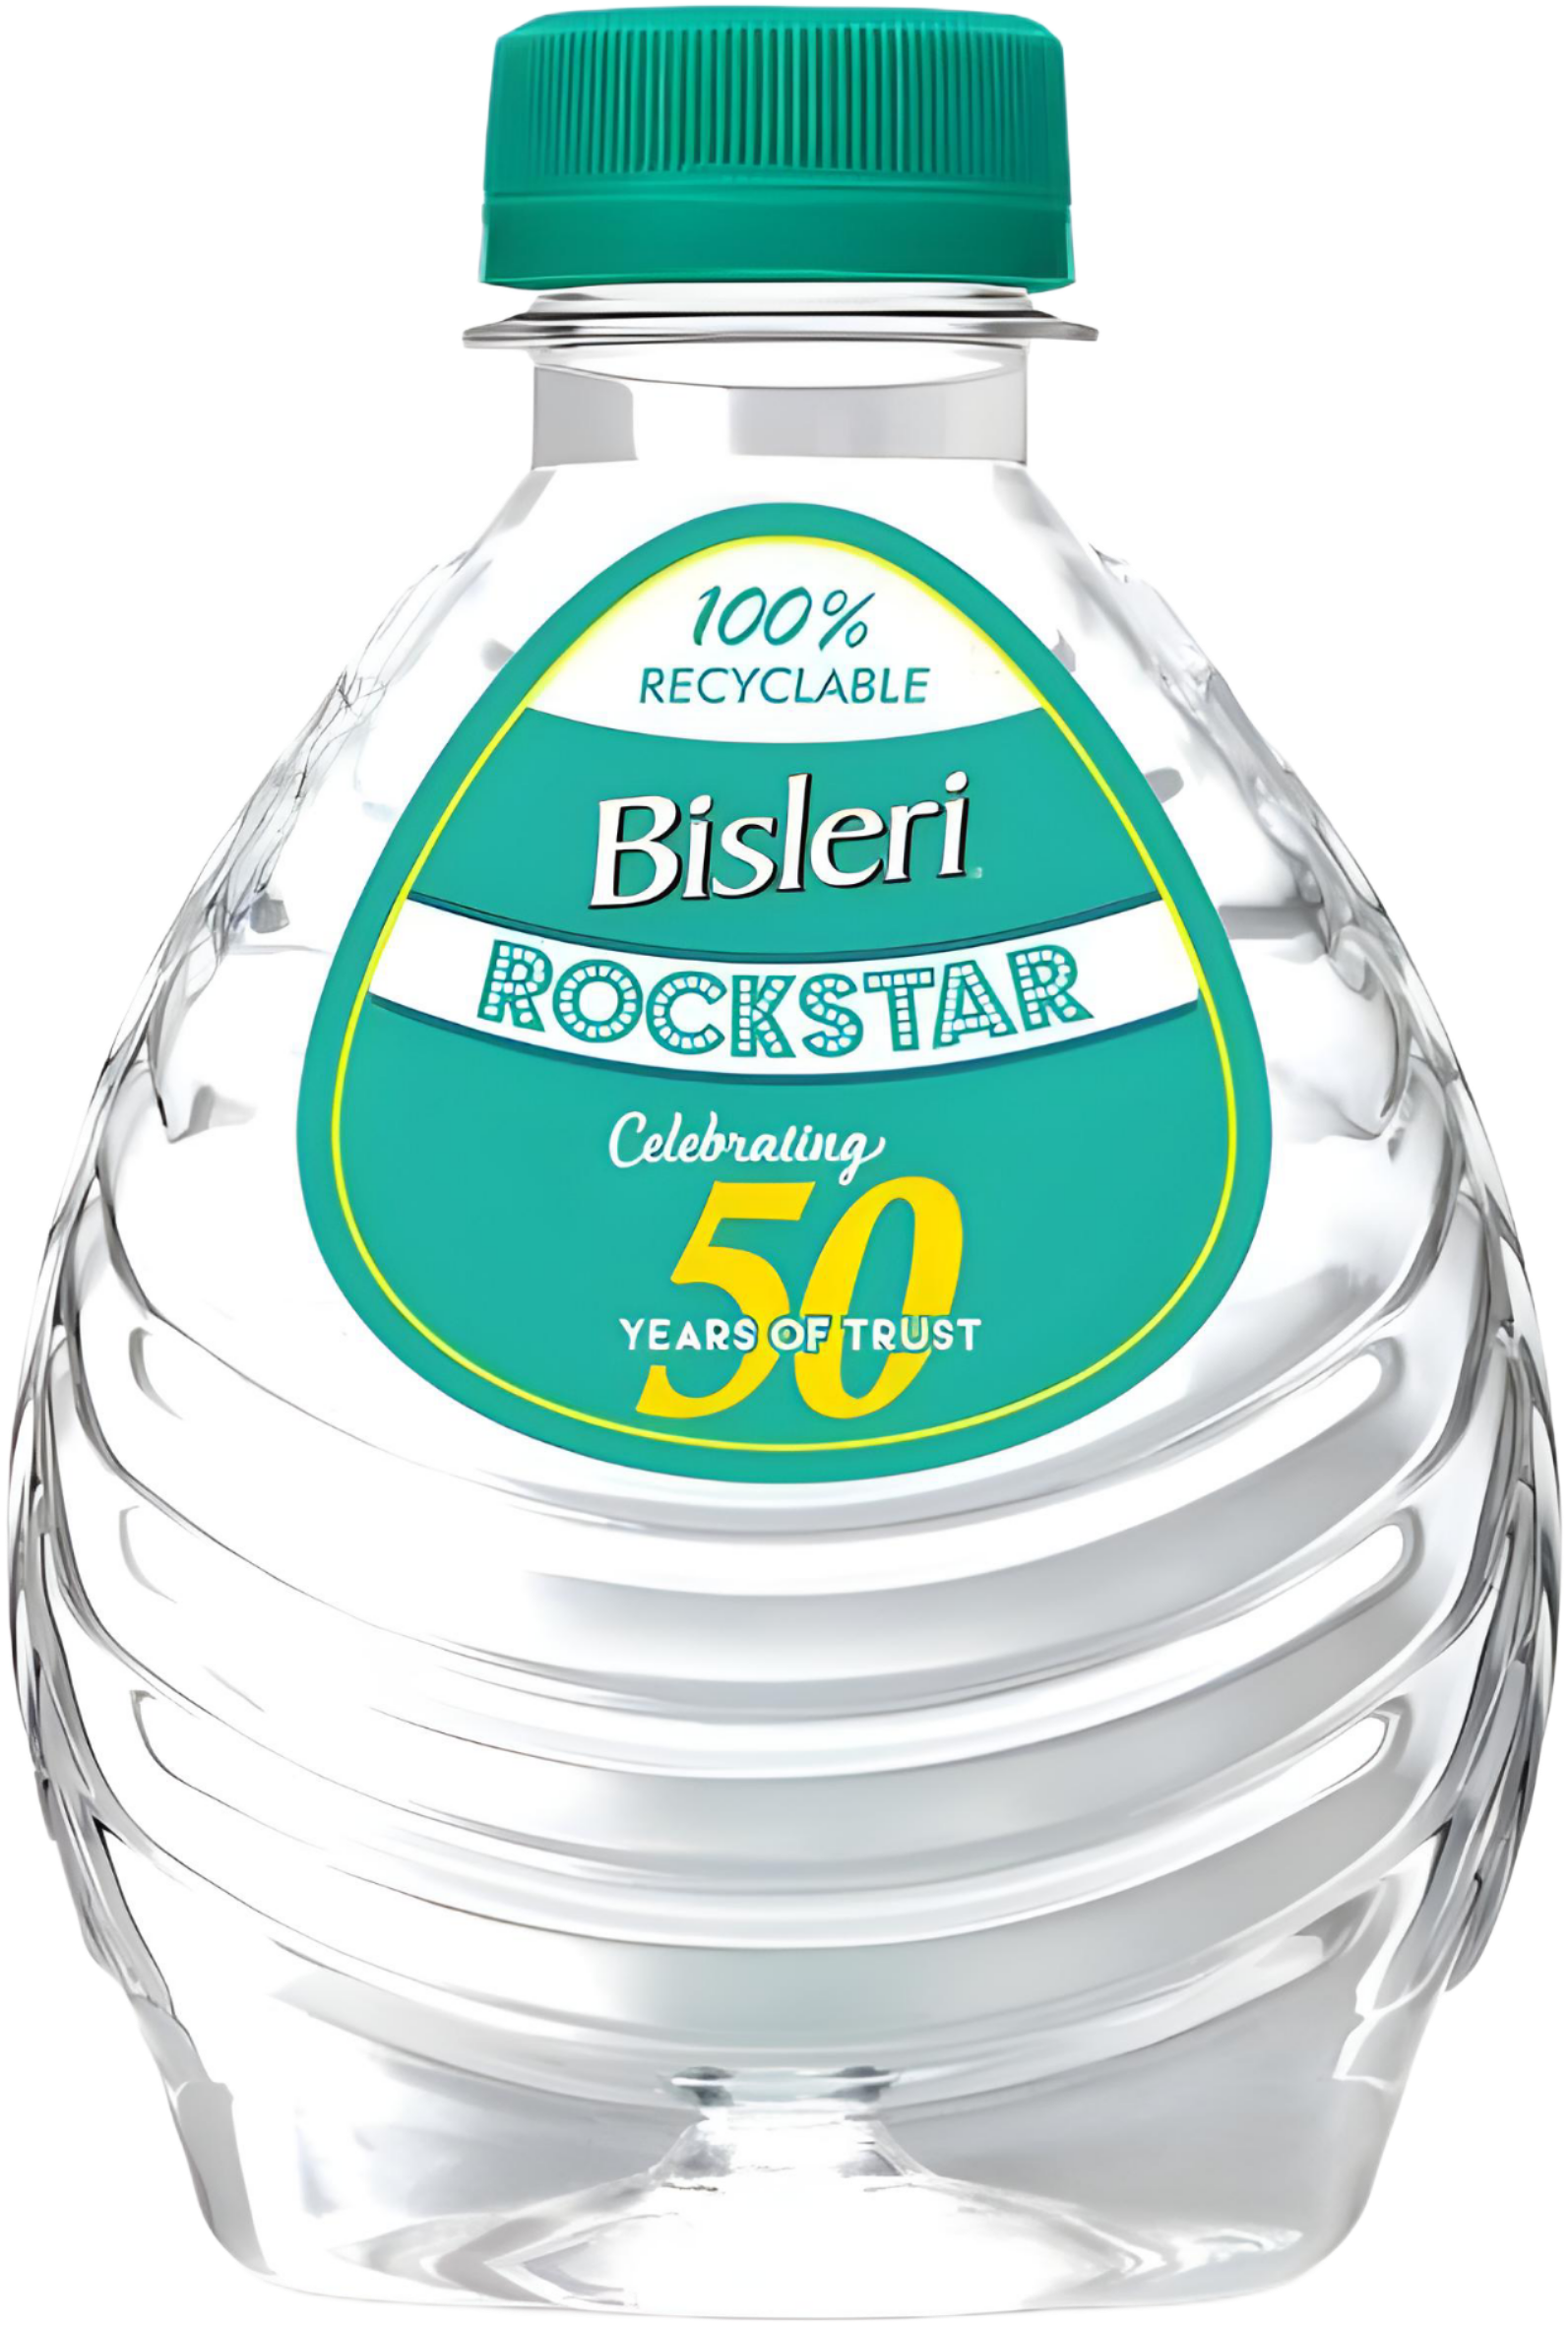 100%
RECYCLABLE
Bisleri
ROCKSTAR
Celebrating
50
YEARS OF TRUST